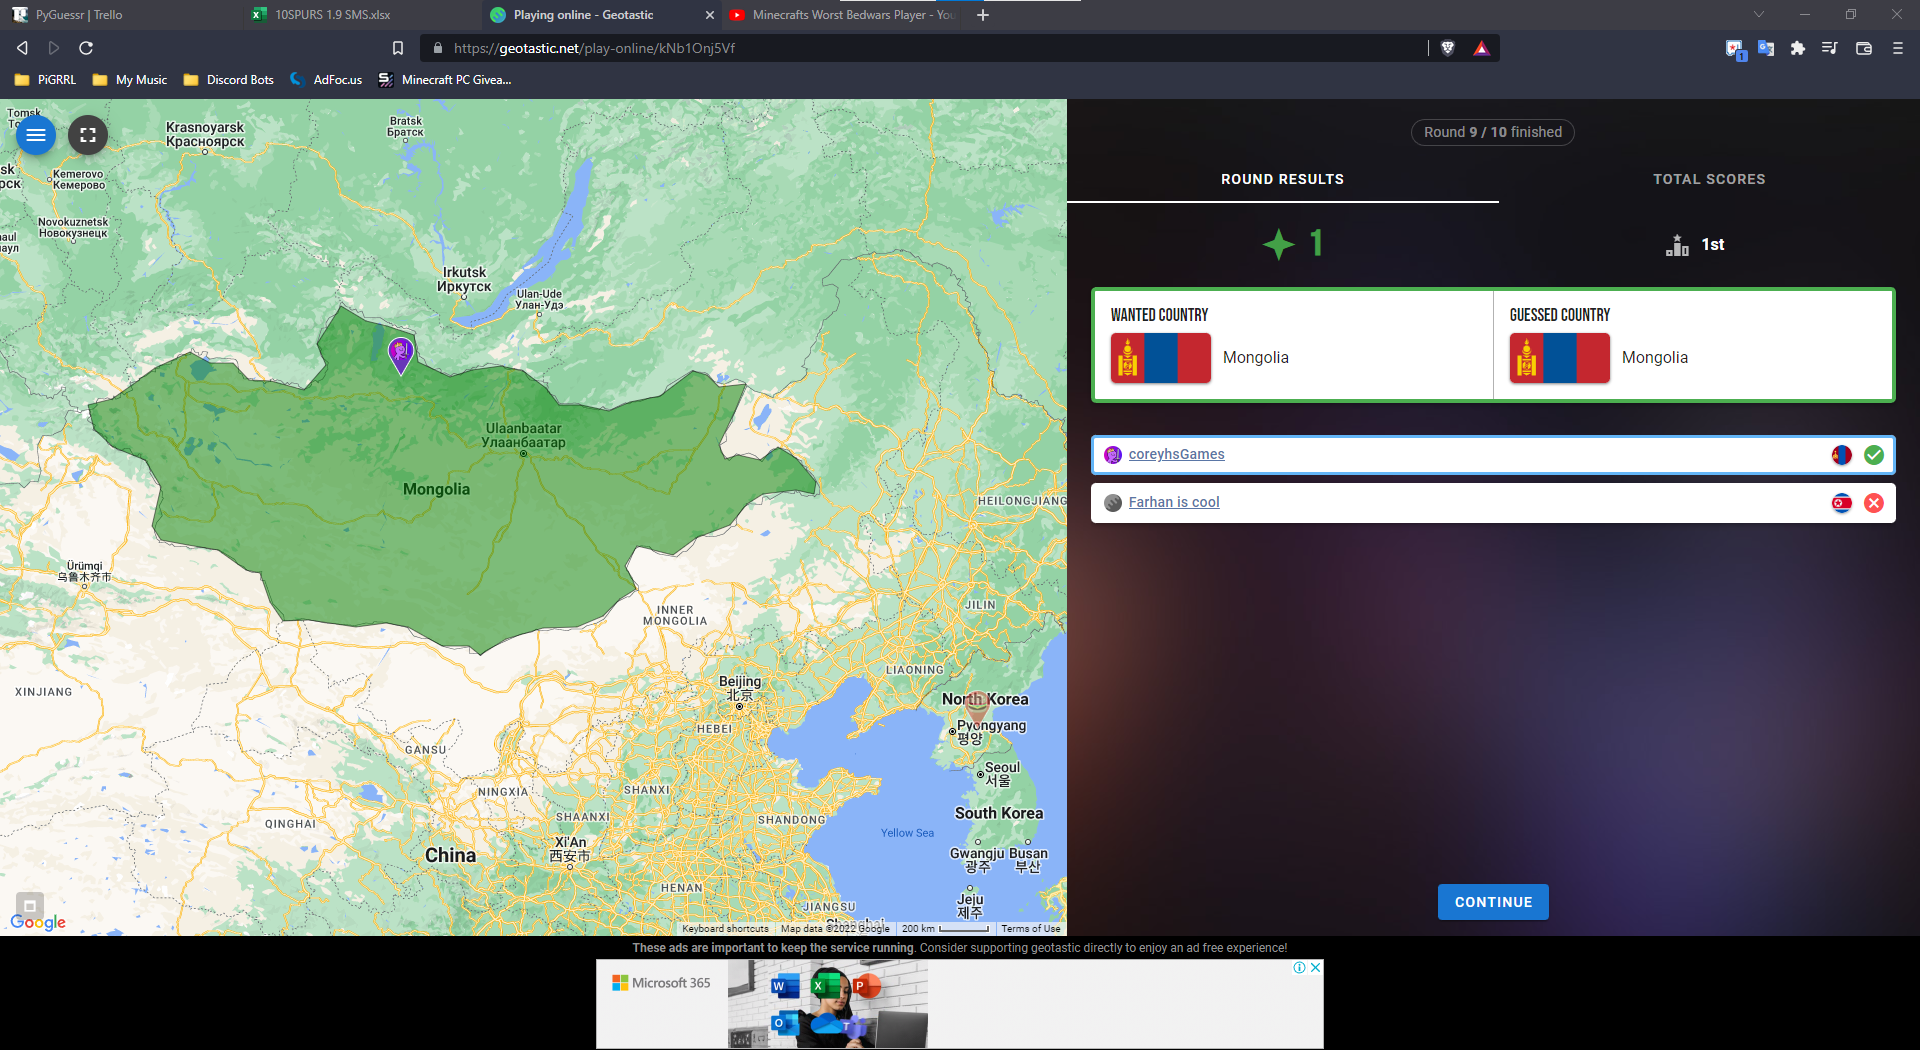 PyGuessr | Trello
10SPURS 1.9 SMS.xlsx
Playing online - Geotastic
Minecrafts Worst Bedwars Player - You
https://geotastic.net/play-online/kNb1Onj5Vf
1
PiGRRL
My Music
Discord Bots
AdFoc.us
Minecraft PC Givea...
Tomsk
Krasnoyarsk
Красноярск
Bratsk
Братск
Kemerovo
Кемерово
Novokuznetsk
Новокузнецк
Irkutsk
Иркутск
Ulan-Ude
Улан-Удэ
Ulaanbaatar
Улаанбаатар
Mongolia
HEILONGJIANG
Ürümqi
乌鲁木齐市
INNER
MONGOLIA
JILIN
LIAONING
XINJIANG
Beijing
北京
North Korea
Pyongyang
평양
HEBEI
GANSU
Seoul
서울
NINGXIA
SHANXI
SHAANXI
SHANDONG
South Korea
QINGHAI
Yellow Sea
Xi'An
西安市
China
Gwangju
광주
Busan
부산
HENAN
JIANGSU
Jeju
제주
Shanghai
Google
Keyboard shortcuts
Map data ©2022 Google
200 km
Terms of Use
Round 9 / 10 finished
ROUND RESULTS
TOTAL SCORES
1
1st
WANTED COUNTRY
Mongolia
GUESSED COUNTRY
Mongolia
coreyhsGames
Farhan is cool
CONTINUE
These ads are important to keep the service running. Consider supporting geotastic directly to enjoy an ad free experience!
Microsoft 365
W
X
P
O
T